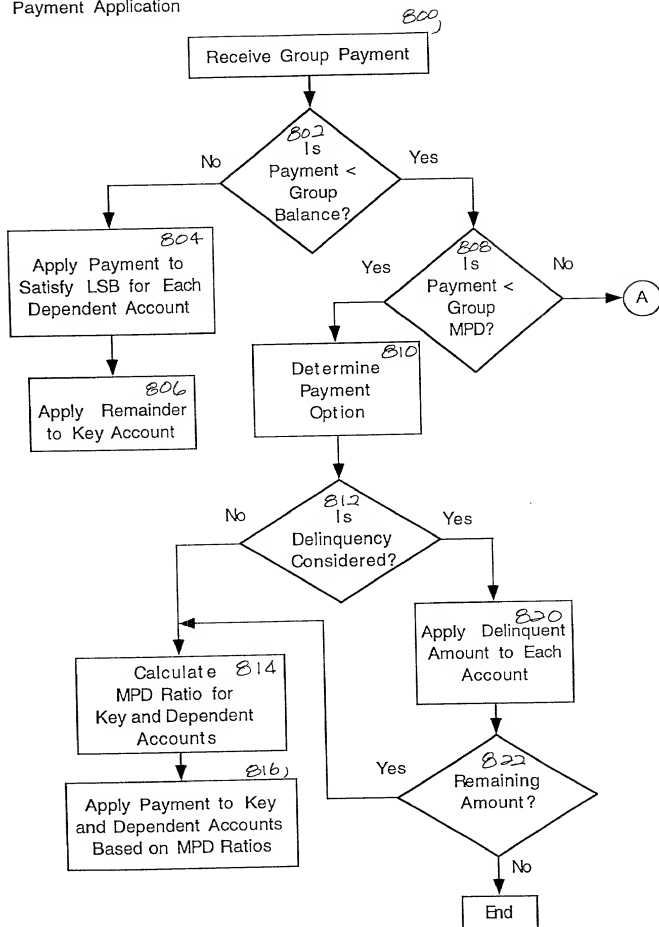 Payment Application
800
Receive Group Payment
802
Is
Payment <
Group
Balance?
No
Yes
804
Apply Payment to
Satisfy LSB for Each
Dependent Account
806
Apply Remainder
to Key Account
808
Is
Payment <
Group
MPD?
Yes
No
A
810
Determine
Payment
Option
812
Is
Delinquency
Considered?
No
Yes
820
Apply Delinquent
Amount to Each
Account
814
Calculate
MPD Ratio for
Key and Dependent
Accounts
816
Apply Payment to Key
and Dependent Accounts
Based on MPD Ratios
822
Remaining
Amount?
Yes
No
End